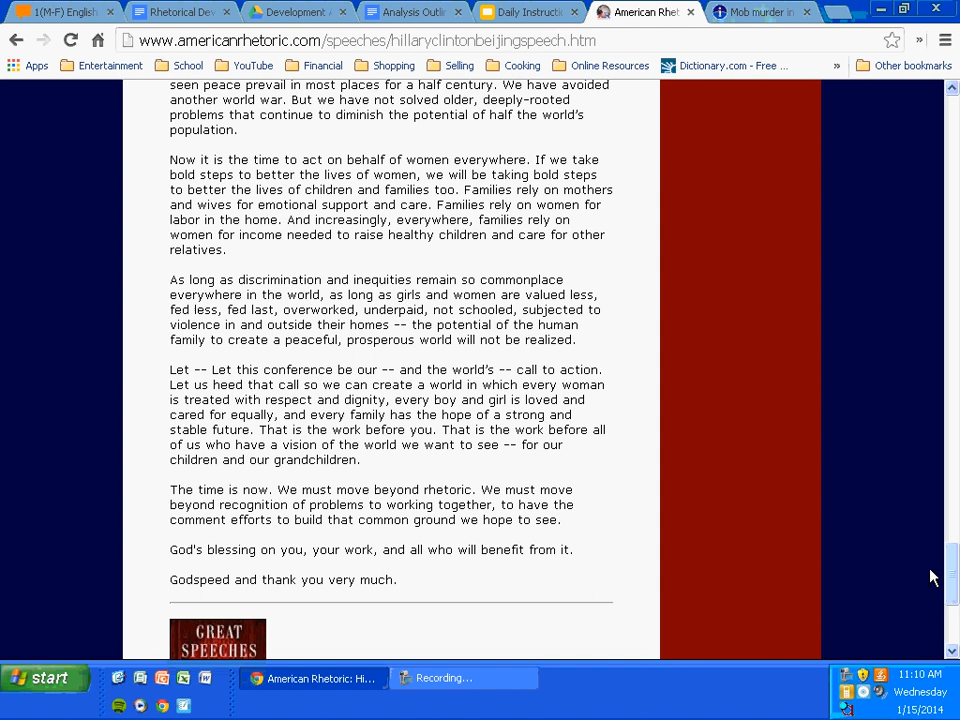 1(M-F) English
Rhetorical Dev
Development A
Analysis Outlin
Daily Instructi
American Rhet
Mob murder in
www.americanrhetoric.com/speeches/hillaryclintonbeijingspeech.htm
Apps
Entertainment
School
YouTube
Financial
Shopping
Selling
Cooking
Online Resources
Dictionary.com - Free ...
»
Other bookmarks
seen peace prevail in most places for a half century. We have avoided
another world war. But we have not solved older, deeply-rooted
problems that continue to diminish the potential of half the world's
population.
Now it is the time to act on behalf of women everywhere. If we take
bold steps to better the lives of women, we will be taking bold steps
to better the lives of children and families too. Families rely on mothers
and wives for emotional support and care. Families rely on women for
labor in the home. And increasingly, everywhere, families rely on
women for income needed to raise healthy children and care for other
relatives.
As long as discrimination and inequities remain so commonplace
everywhere in the world, as long as girls and women are valued less,
fed less, fed last, overworked, underpaid, not schooled, subjected to
violence in and outside their homes -- the potential of the human
family to create a peaceful, prosperous world will not be realized.
Let -- Let this conference be our -- and the world's -- call to action.
Let us heed that call so we can create a world in which every woman
is treated with respect and dignity, every boy and girl is loved and
cared for equally, and every family has the hope of a strong and
stable future. That is the work before you. That is the work before all
of us who have a vision of the world we want to see -- for our
children and our grandchildren.
The time is now. We must move beyond rhetoric. We must move
beyond recognition of problems to working together, to have the
comment efforts to build that common ground we hope to see.
God's blessing on you, your work, and all who will benefit from it.
Godspeed and thank you very much.
GREAT
SPEECHES
start
American Rhetoric: Hi...
Recording...
11:10 AM
Wednesday
1/15/2014